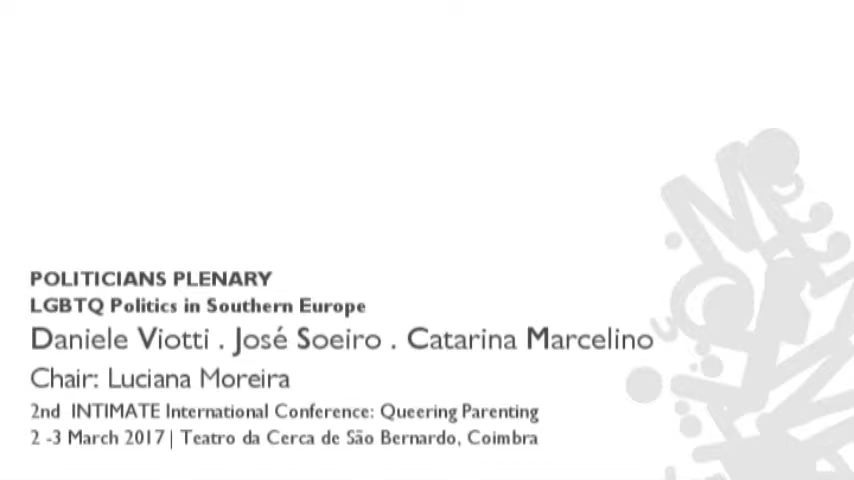 POLITICIANS PLENARY
LGBTQ Politics in Southern Europe
Daniele Viotti . José Soeiro . Catarina Marcelino
Chair: Luciana Moreira
2nd INTIMATE International Conference: Queering Parenting
2 -3 March 2017| Teatro da Cerca de São Bernardo, Coimbra